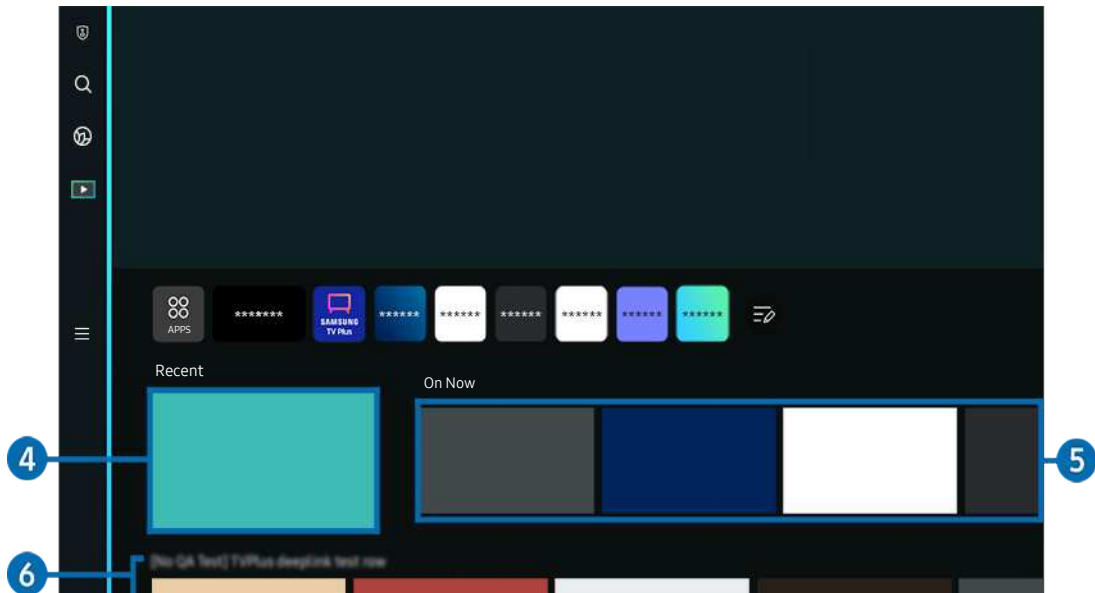 APPS
*******
SAMSUNG
TV Plus
******
******
******
******
******
******
Recent
On Now
4
5
[No QA Test] TVPlus deeplink test row
6